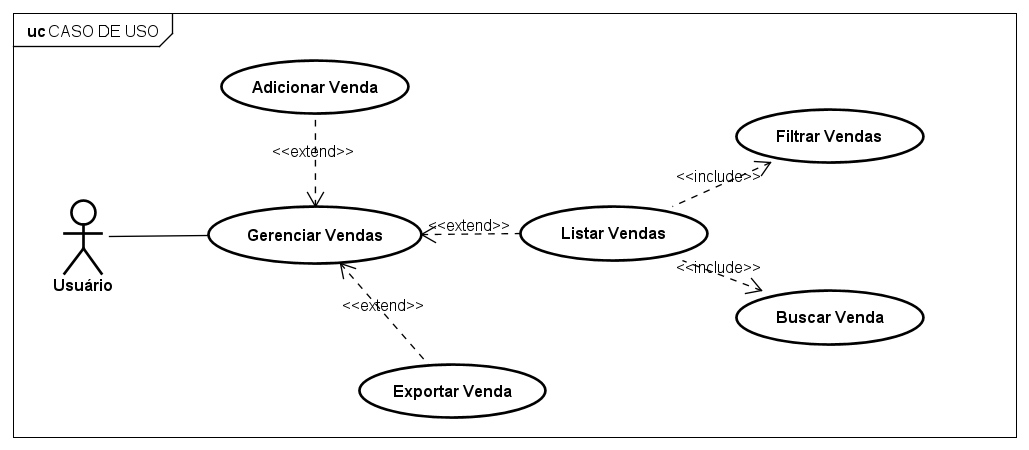 uc CASO DE USO
Adicionar Venda
<<extend>>
Filtrar Vendas
<<include>>
Gerenciar Vendas
<<extend>>
Listar Vendas
<<include>>
Usuário
<<extend>>
Buscar Venda
Exportar Venda